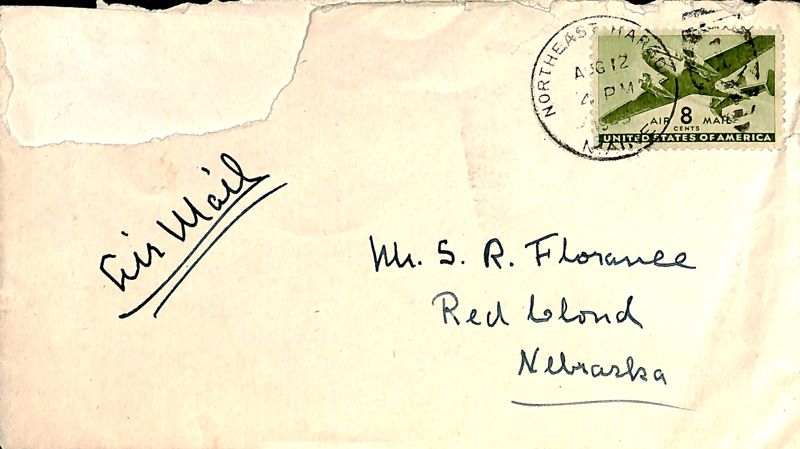 NORTHEAST HARBOR
AUG 12
4 PM
MAINE
AIR 8 MAIL
CENTS
UNITED STATES OF AMERICA
Air Mail
Mr. S. R. Florance
Red Cloud
Nebraska